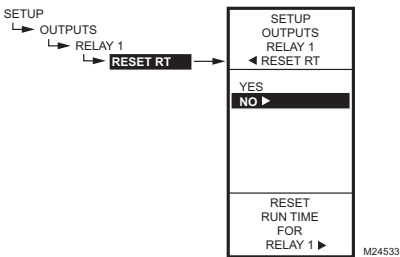 SETUP
OUTPUTS
RELAY 1
RESET RT
SETUP
OUTPUTS
RELAY 1
◄ RESET RT
YES
NO ►
RESET
RUN TIME
FOR
RELAY 1 ►
M24533